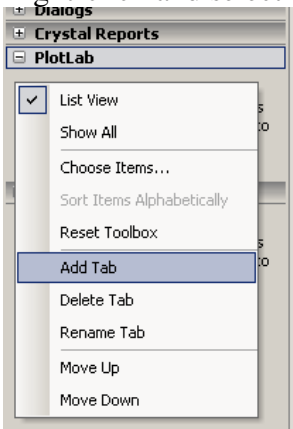 Dialogs
Crystal Reports
PlotLab
List View
Show All
Choose Items...
Sort Items Alphabetically
Reset Toolbox
Add Tab
Delete Tab
Rename Tab
Move Up
Move Down